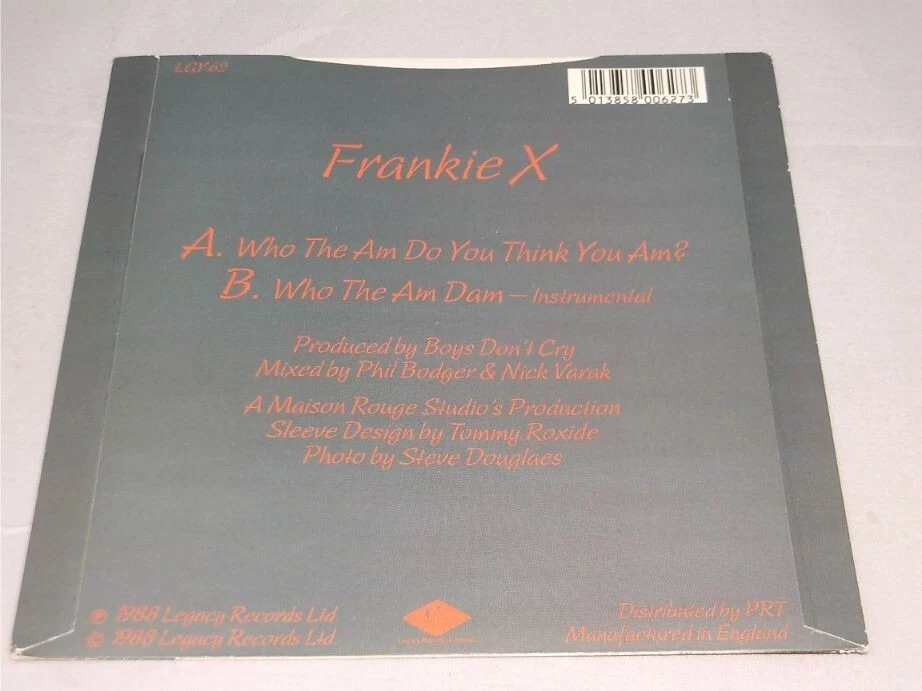 LGY 62
5 013858 006273
Frankie X
A. Who The Am Do You Think You Am?
B. Who The Am Dam – Instrumental
Produced by Boys Don't Cry
Mixed by Phil Bodger & Nick Varak
A Maison Rouge Studio's Production
Sleeve Design by Tommy Roxide
Photo by Steve Douglaes
℗ 1988 Legacy Records Ltd
© 1988 Legacy Records Ltd
Legacy Records Limited
Distributed by PRT
Manufactured in England